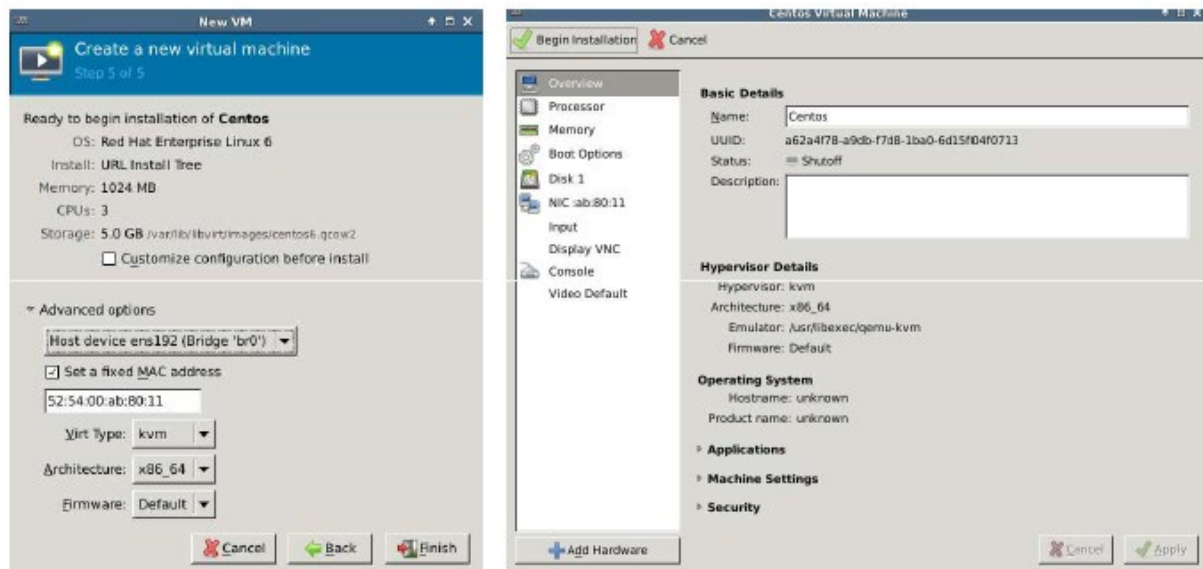 New VM
Create a new virtual machine
Step 5 of 5
Ready to begin installation of Centos
OS: Red Hat Enterprise Linux 6
Install: URL Install Tree
Memory: 1024 MB
CPUs: 3
Storage: 5.0 GB /var/lib/libvirt/images/centos6.qcow2
Customize configuration before install
Advanced options
Host device ens192 (Bridge 'br0')
Set a fixed MAC address
52:54:00:ab:80:11
Virt Type: kvm
Architecture: x86_64
Firmware: Default
Cancel Back Finish
Centos Virtual Machine
Begin Installation Cancel
Overview
Processor
Memory
Boot Options
Disk 1
NIC :ab:80:11
Input
Display VNC
Console
Video Default
Add Hardware
Basic Details
Name: Centos
UUID: a62a4f78-a9db-f7d8-1ba0-6d15f04f0713
Status: Shutoff
Description:
Hypervisor Details
Hypervisor: kvm
Architecture: x86_64
Emulator: /usr/libexec/qemu-kvm
Firmware: Default
Operating System
Hostname: unknown
Product name: unknown
Applications
Machine Settings
Security
Cancel Apply